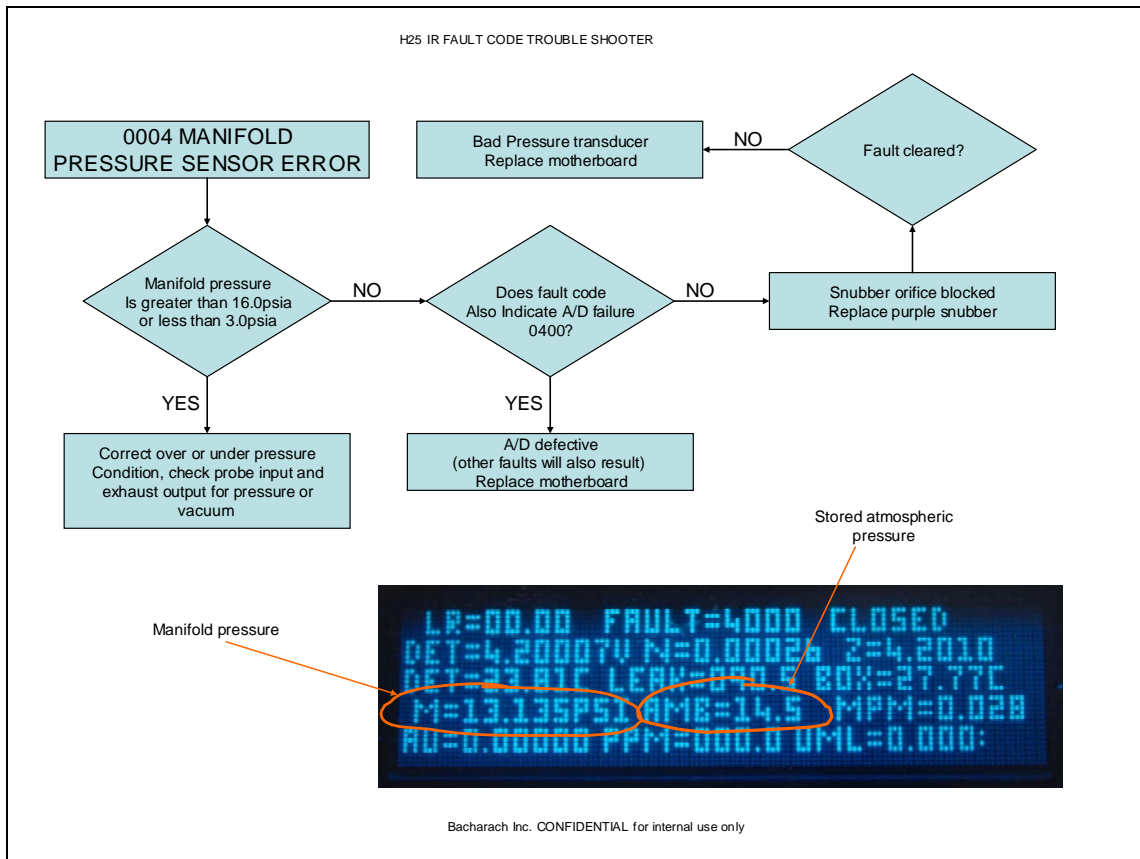 H25 IR FAULT CODE TROUBLE SHOOTER
0004 MANIFOLD
PRESSURE SENSOR ERROR
Manifold pressure
Is greater than 16.0psia
or less than 3.0psia
NO
YES
Correct over or under pressure
Condition, check probe input and
exhaust output for pressure or
vacuum
Does fault code
Also Indicate A/D failure
0400?
NO
YES
A/D defective
(other faults will also result)
Replace motherboard
Snubber orifice blocked
Replace purple snubber
Fault cleared?
NO
Bad Pressure transducer
Replace motherboard
Stored atmospheric
pressure
Manifold pressure
LR=00.00 FAULT=4000 CLOSED
DET=4.20007V N=0.00026 Z=4.2010
BOX=27.77C
M=13.135PSI AMB=14.5 MPM=0.028
AV=0.00000 PPM=000.0 UML=0.000:
Bacharach Inc. CONFIDENTIAL for internal use only